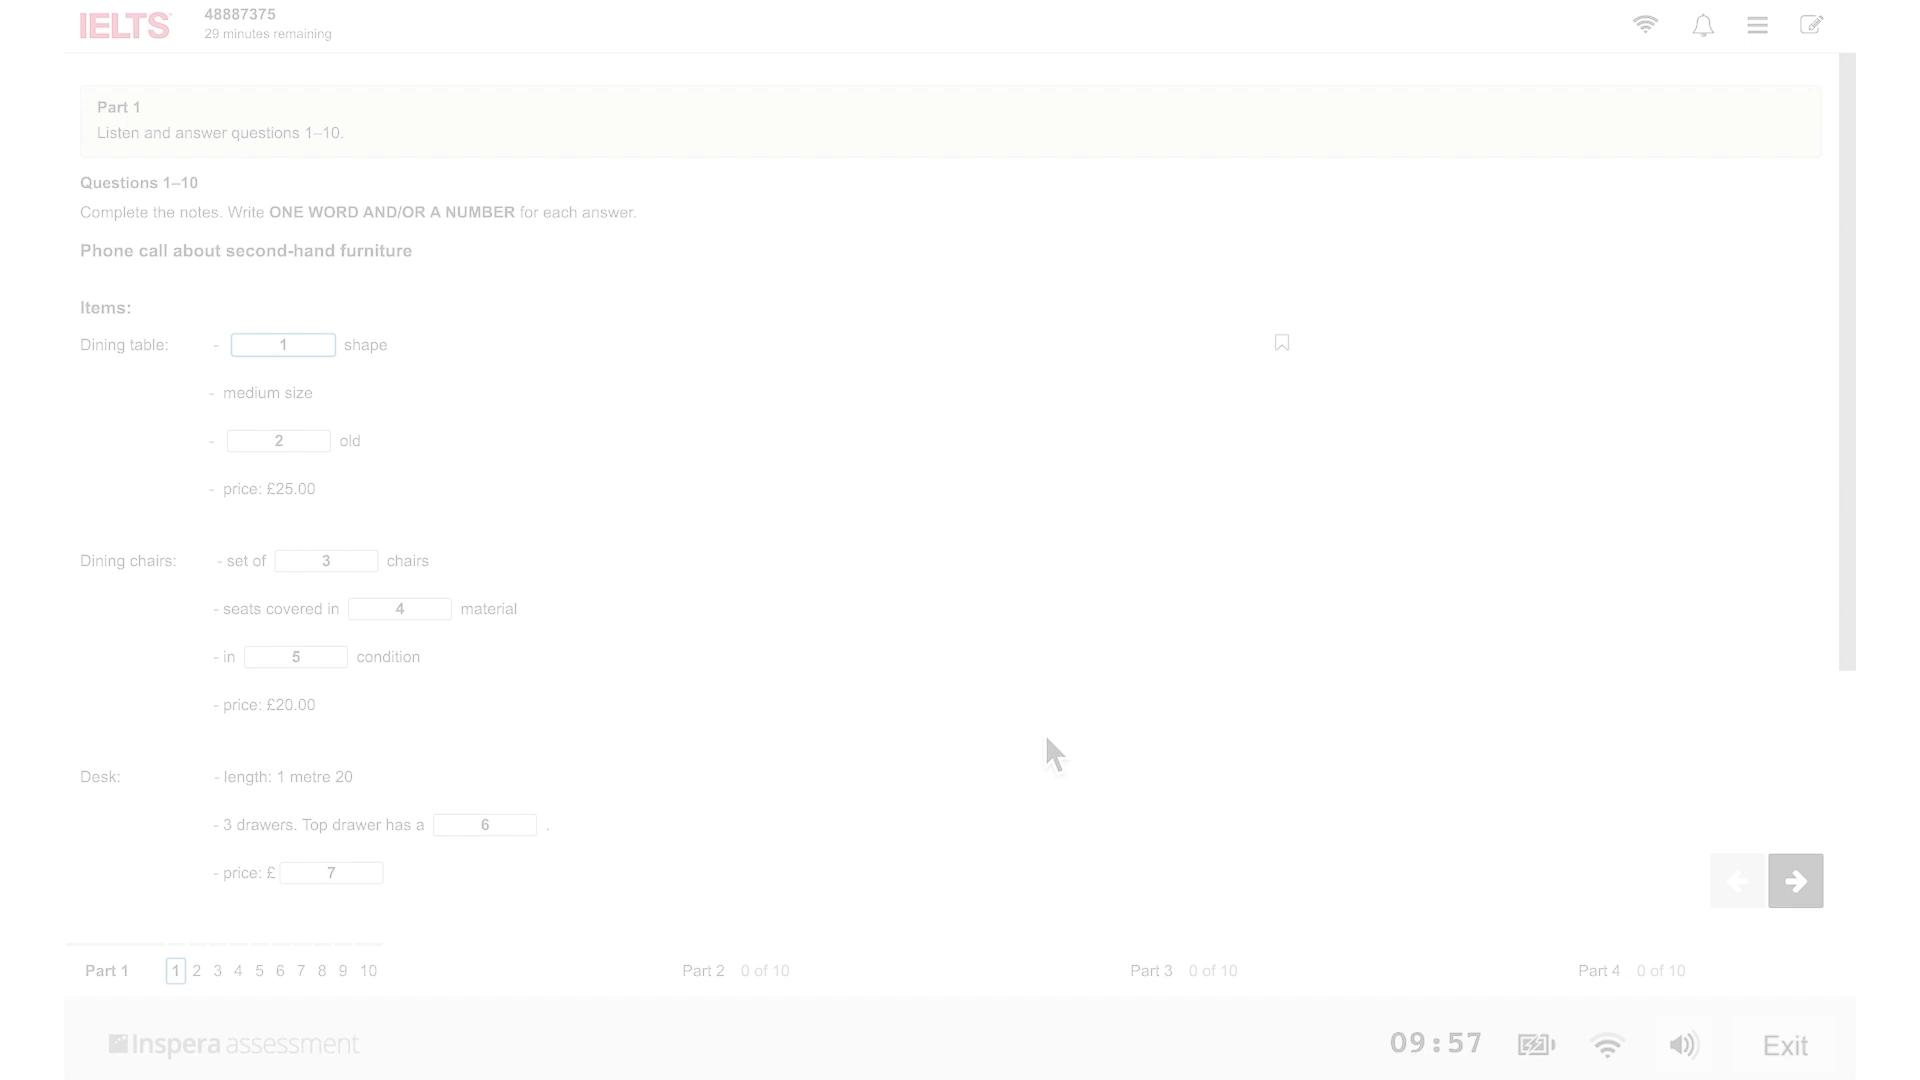 IELTS
48887375
29 minutes remaining
Part 1
Listen and answer questions 1–10.
Questions 1–10
Complete the notes. Write ONE WORD AND/OR A NUMBER for each answer.
Phone call about second-hand furniture
Items:
Dining table: - 1 shape
- medium size
- 2 old
- price: £25.00
Dining chairs: - set of 3 chairs
- seats covered in 4 material
- in 5 condition
- price: £20.00
Desk: - length: 1 metre 20
- 3 drawers. Top drawer has a 6 .
- price: £ 7
Part 1 1 2 3 4 5 6 7 8 9 10 Part 2 0 of 10 Part 3 0 of 10 Part 4 0 of 10
Inspera assessment 09:57 Exit